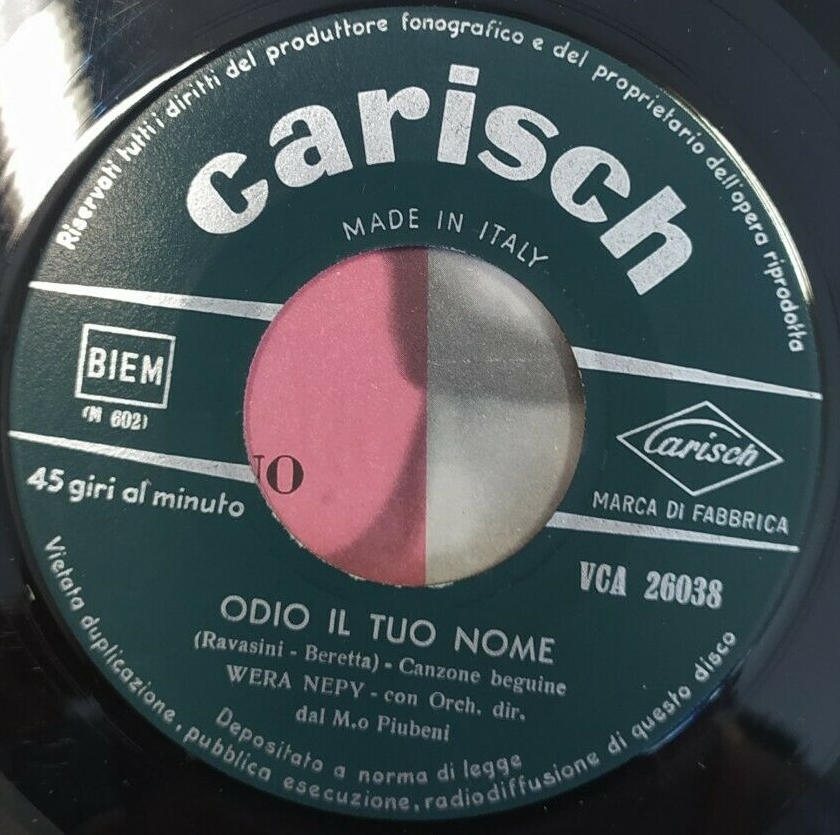 Riservati tutti i diritti del produttore fonografico e del proprietario dell'opera riprodotta
carisch
MADE IN ITALY
BIEM
(M 602)
Carisch
MARCA DI FABBRICA
45 giri al minuto
VCA 26038
ODIO IL TUO NOME
(Ravasini - Beretta) - Canzone beguine
WERA NEPY - con Orch. dir.
dal M.o Piubeni
Depositato a norma di legge
Vietata duplicazione, pubblica esecuzione, radiodiffusione di questo disco